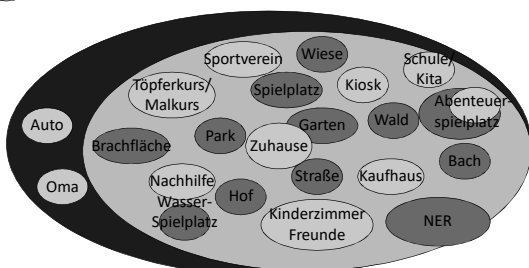 Sportverein
Wiese
Schule/
Kita
Töpferkurs/
Malkurs
Spielplatz
Kiosk
Abenteuer-
spielplatz
Auto
Brachfläche
Park
Garten
Wald
Zuhause
Bach
Oma
Nachhilfe
Straße
Kaufhaus
Wasser-
Spielplatz
Hof
Kinderzimmer
Freunde
NER